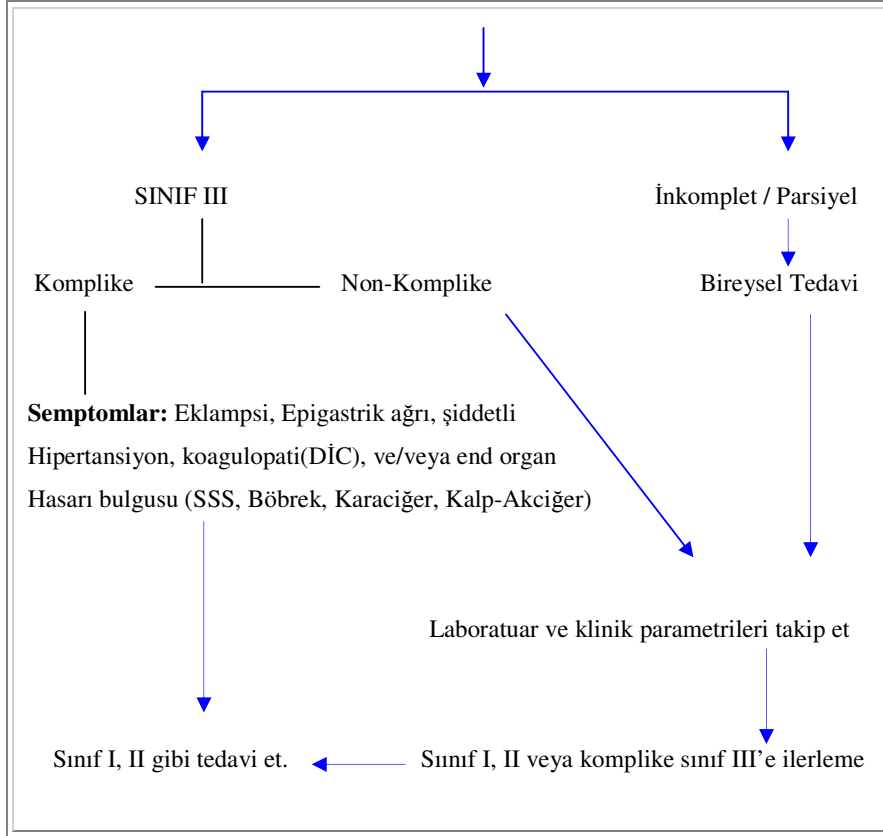 SINIF III
İnkomplet / Parsiyel
Komplike
Non-Komplike
Bireysel Tedavi
Semptomlar: Eklampsi, Epigastrik ağrı, şiddetli
Hipertansiyon, koagulopati(DİC), ve/veya end organ
Hasarı bulgusu (SSS, Böbrek, Karaciğer, Kalp-Akciğer)
Laboratuar ve klinik parametrileri takip et
Sınıf I, II gibi tedavi et.
Sıınıf I, II veya komplike sınıf III’e ilerleme